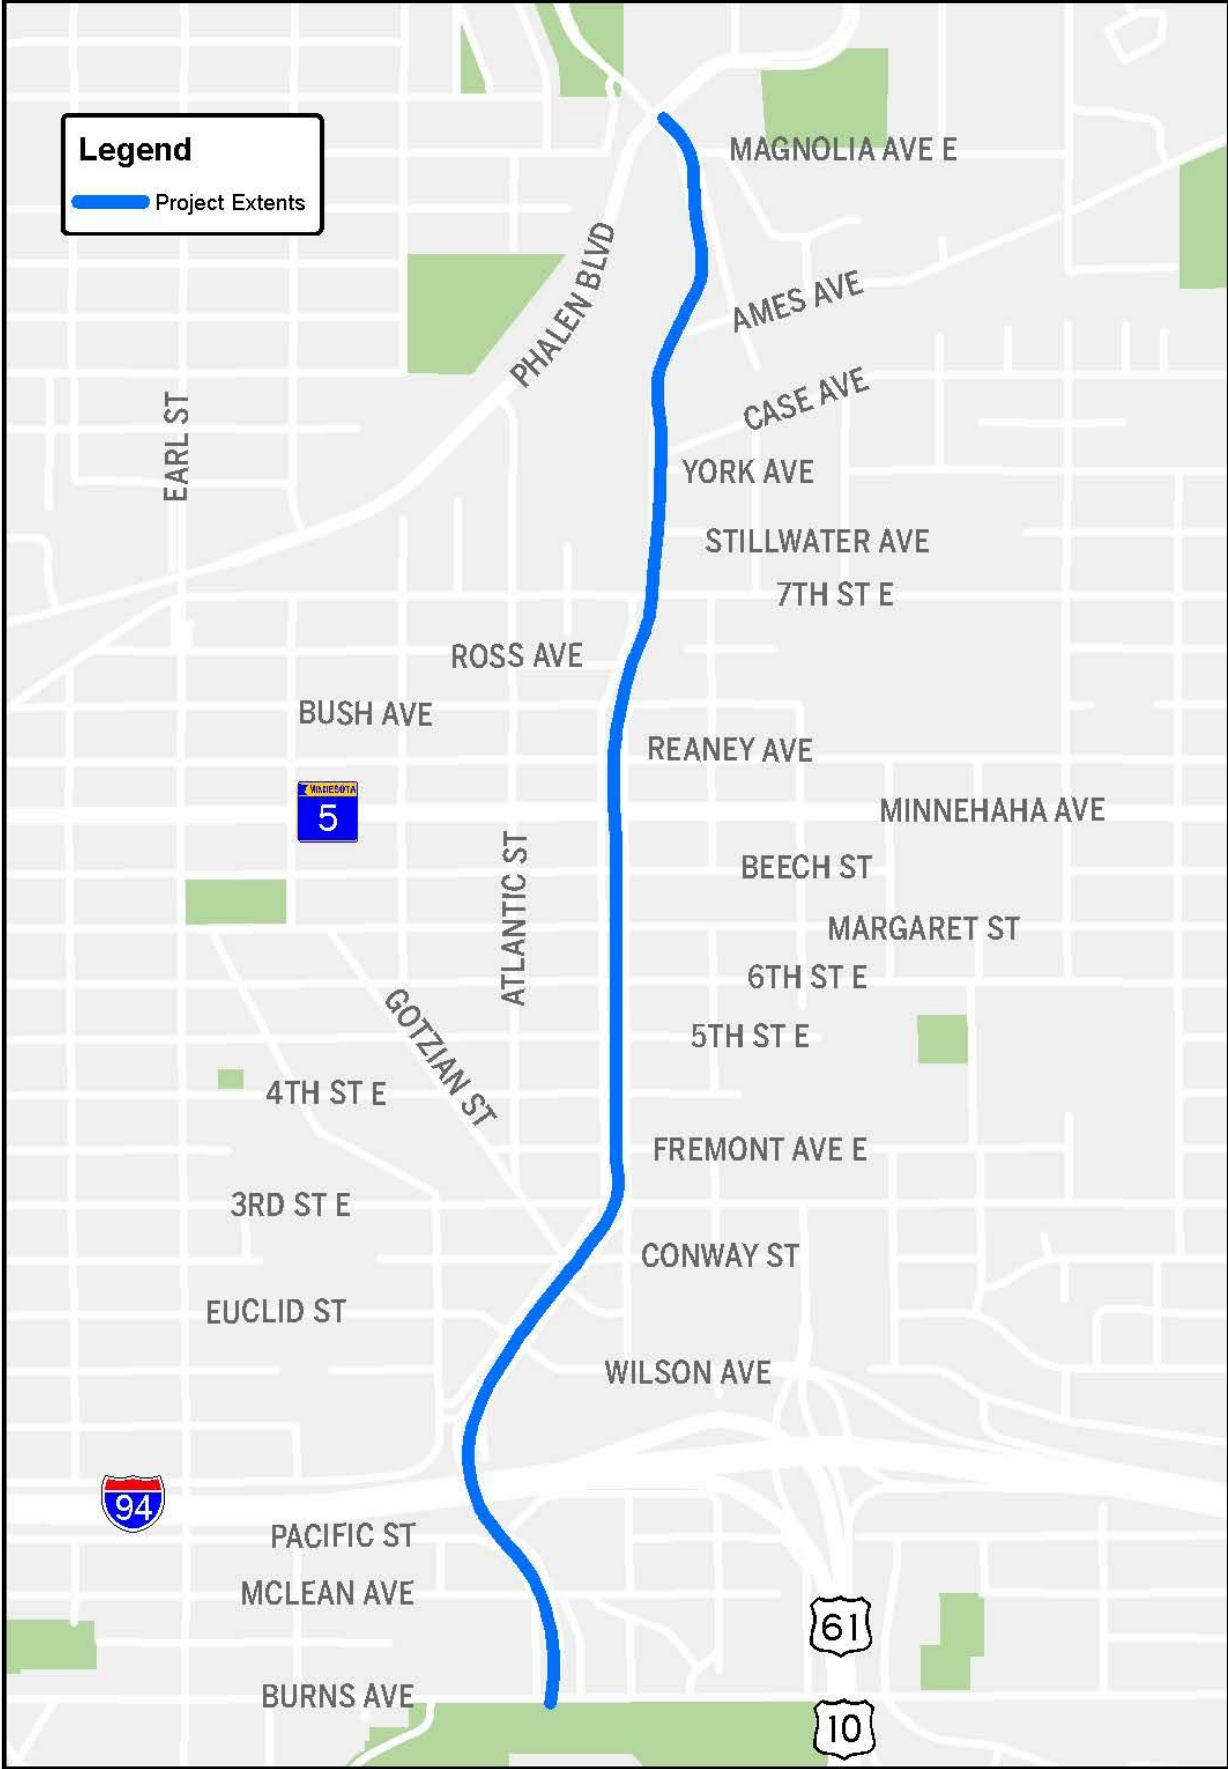 Legend
Project Extents
MAGNOLIA AVE E
PHALEN BLVD
AMES AVE
CASE AVE
EARL ST
YORK AVE
STILLWATER AVE
7TH ST E
ROSS AVE
BUSH AVE
REANEY AVE
MINNESOTA
5
MINNEHAHA AVE
ATLANTIC ST
BEECH ST
MARGARET ST
6TH ST E
GOTZIAN ST
5TH ST E
4TH ST E
FREMONT AVE E
3RD ST E
CONWAY ST
EUCLID ST
WILSON AVE
94
PACIFIC ST
MCLEAN AVE
61
BURNS AVE
10